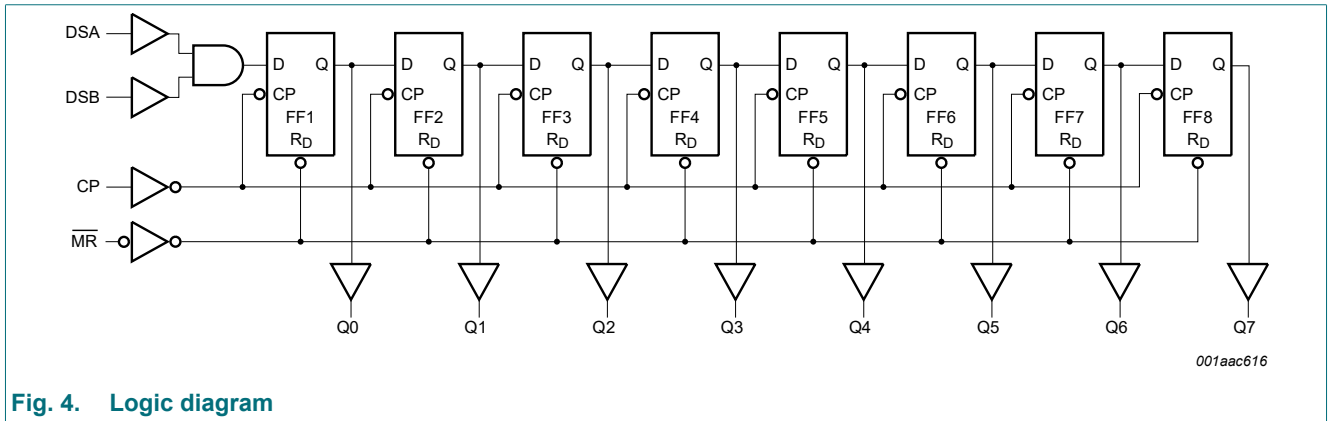 DSA
DSB
CP
MR
D Q
CP
FF1
RD
D Q
CP
FF2
RD
D Q
CP
FF3
RD
D Q
CP
FF4
RD
D Q
CP
FF5
RD
D Q
CP
FF6
RD
D Q
CP
FF7
RD
D Q
CP
FF8
RD
Q0 Q1 Q2 Q3 Q4 Q5 Q6 Q7
001aac616
Fig. 4. Logic diagram